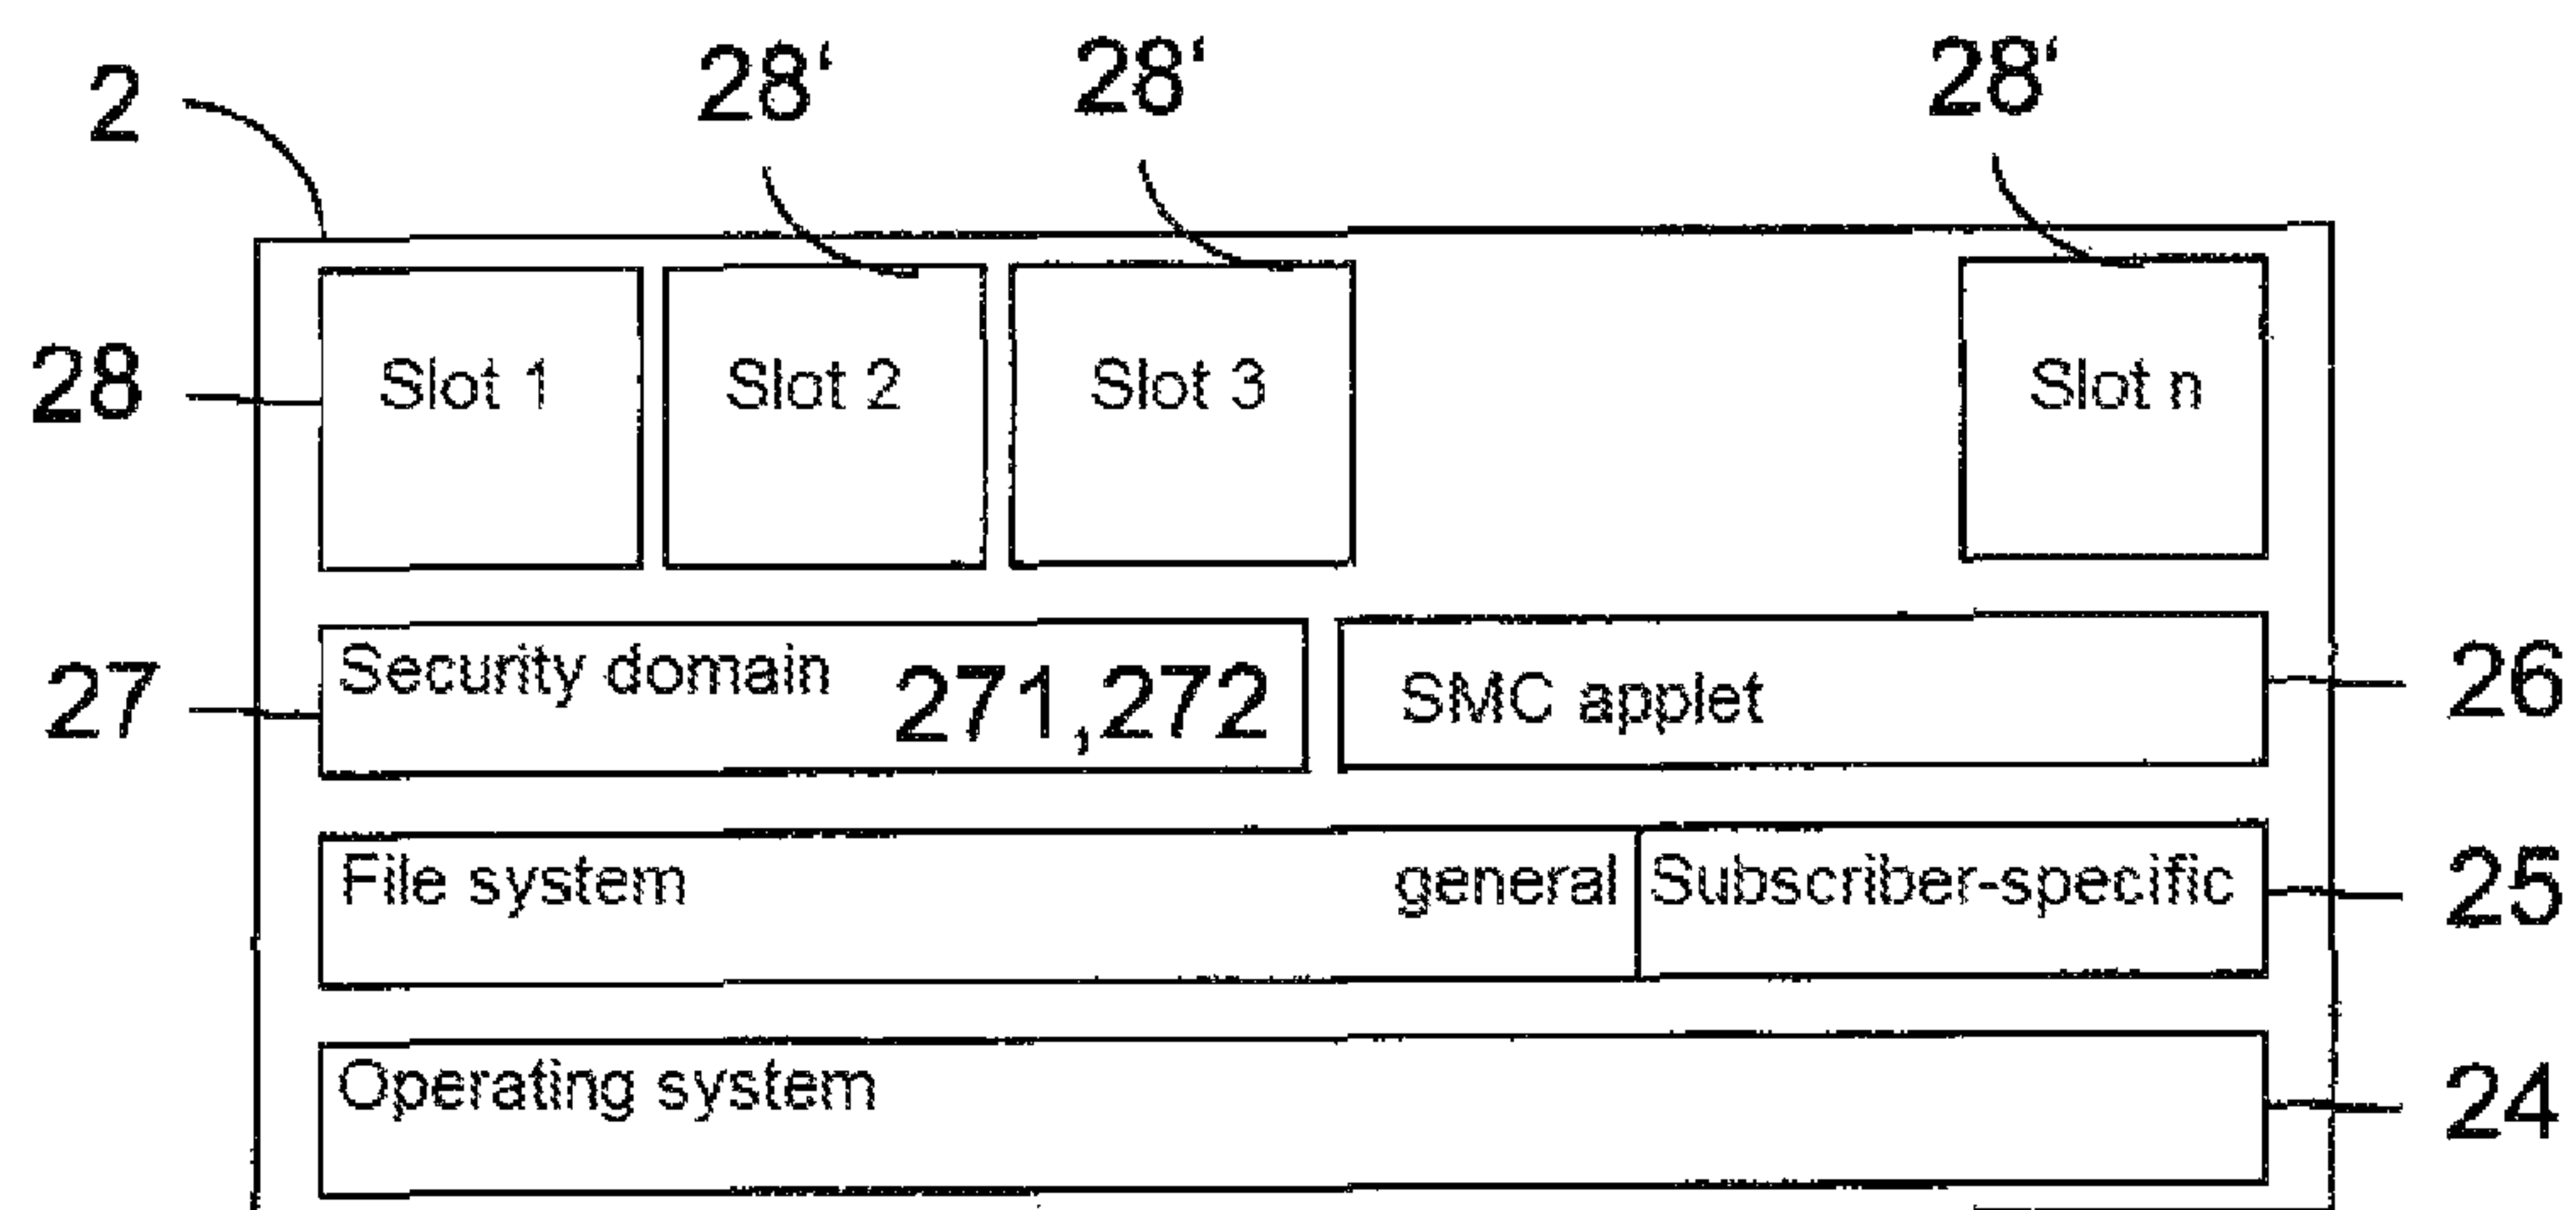 2 28‘ 28‘ 28‘
28 Slot 1 Slot 2 Slot 3 Slot n
27 Security domain 271,272 SMC applet 26
File system general Subscriber-specific 25
Operating system 24